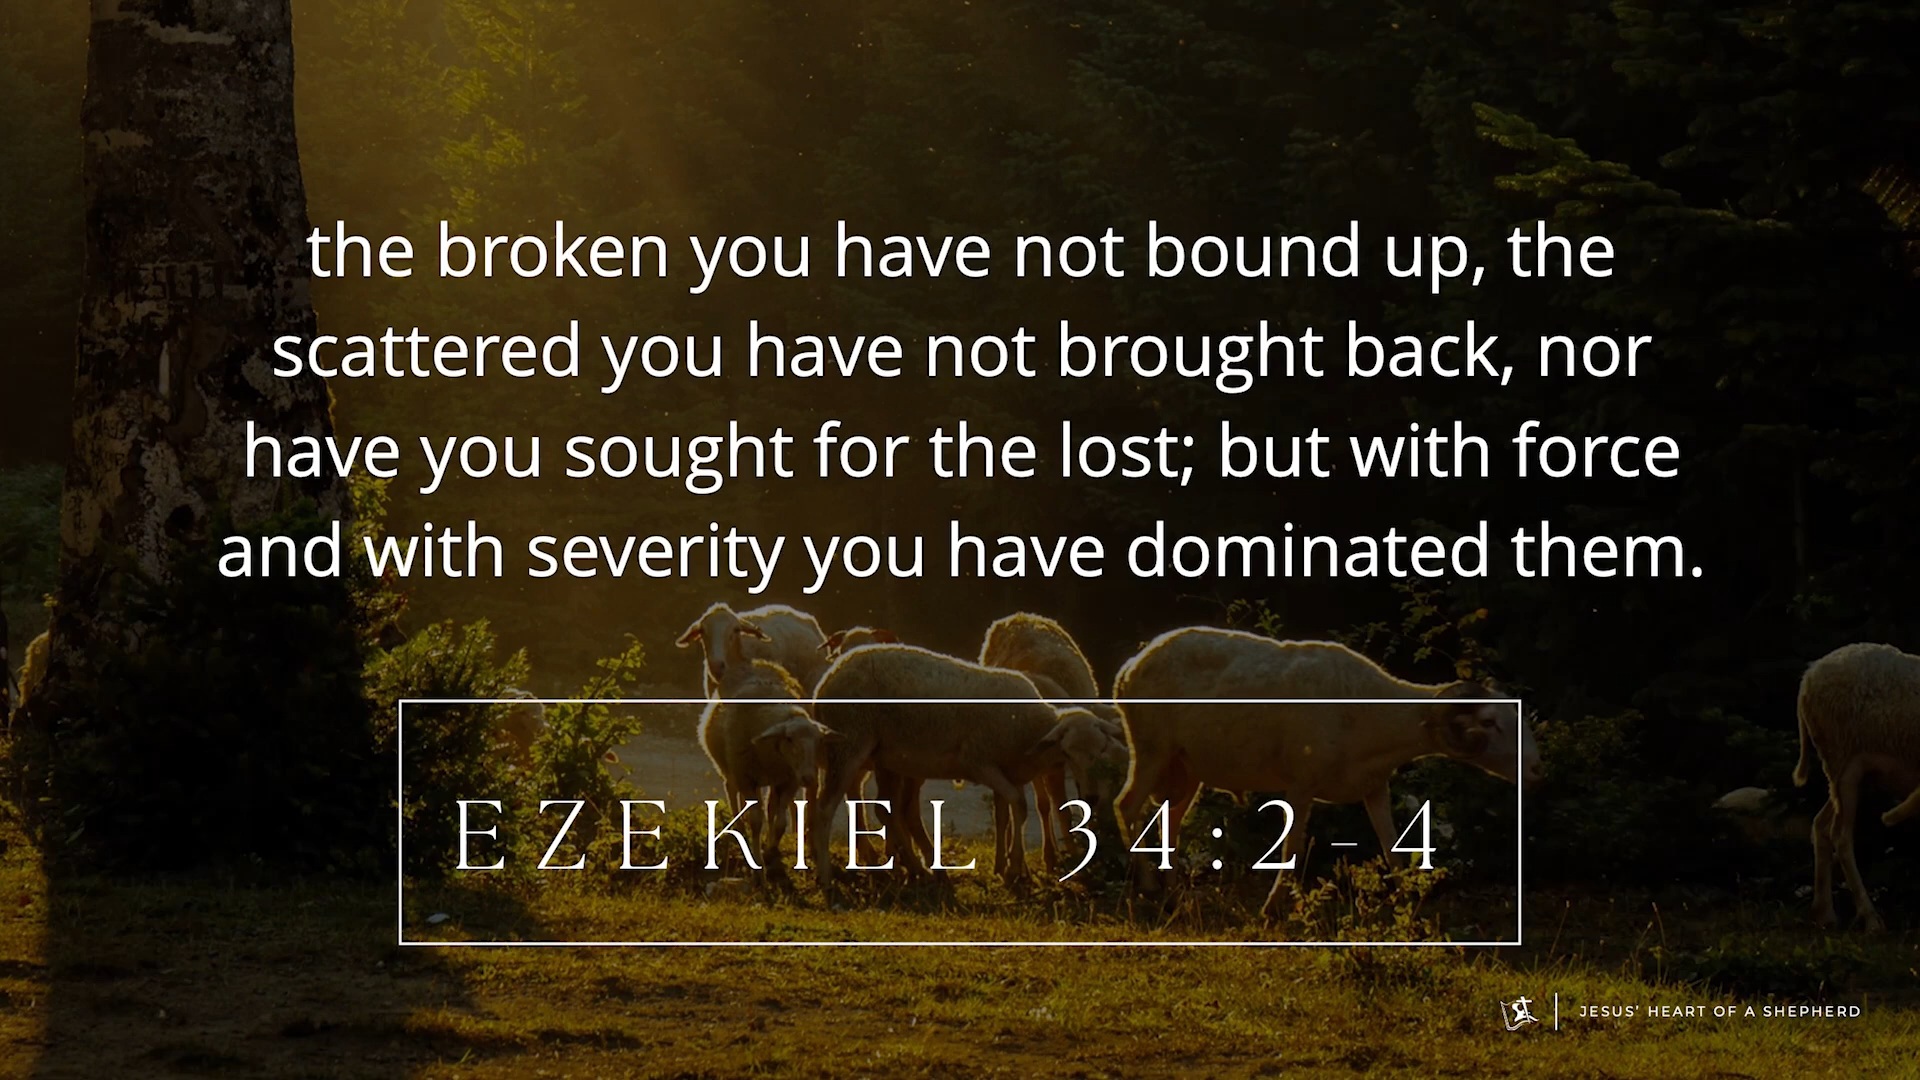 the broken you have not bound up, the
scattered you have not brought back, nor
have you sought for the lost; but with force
and with severity you have dominated them.
EZEKIEL 34:2-4
JESUS' HEART OF A SHEPHERD